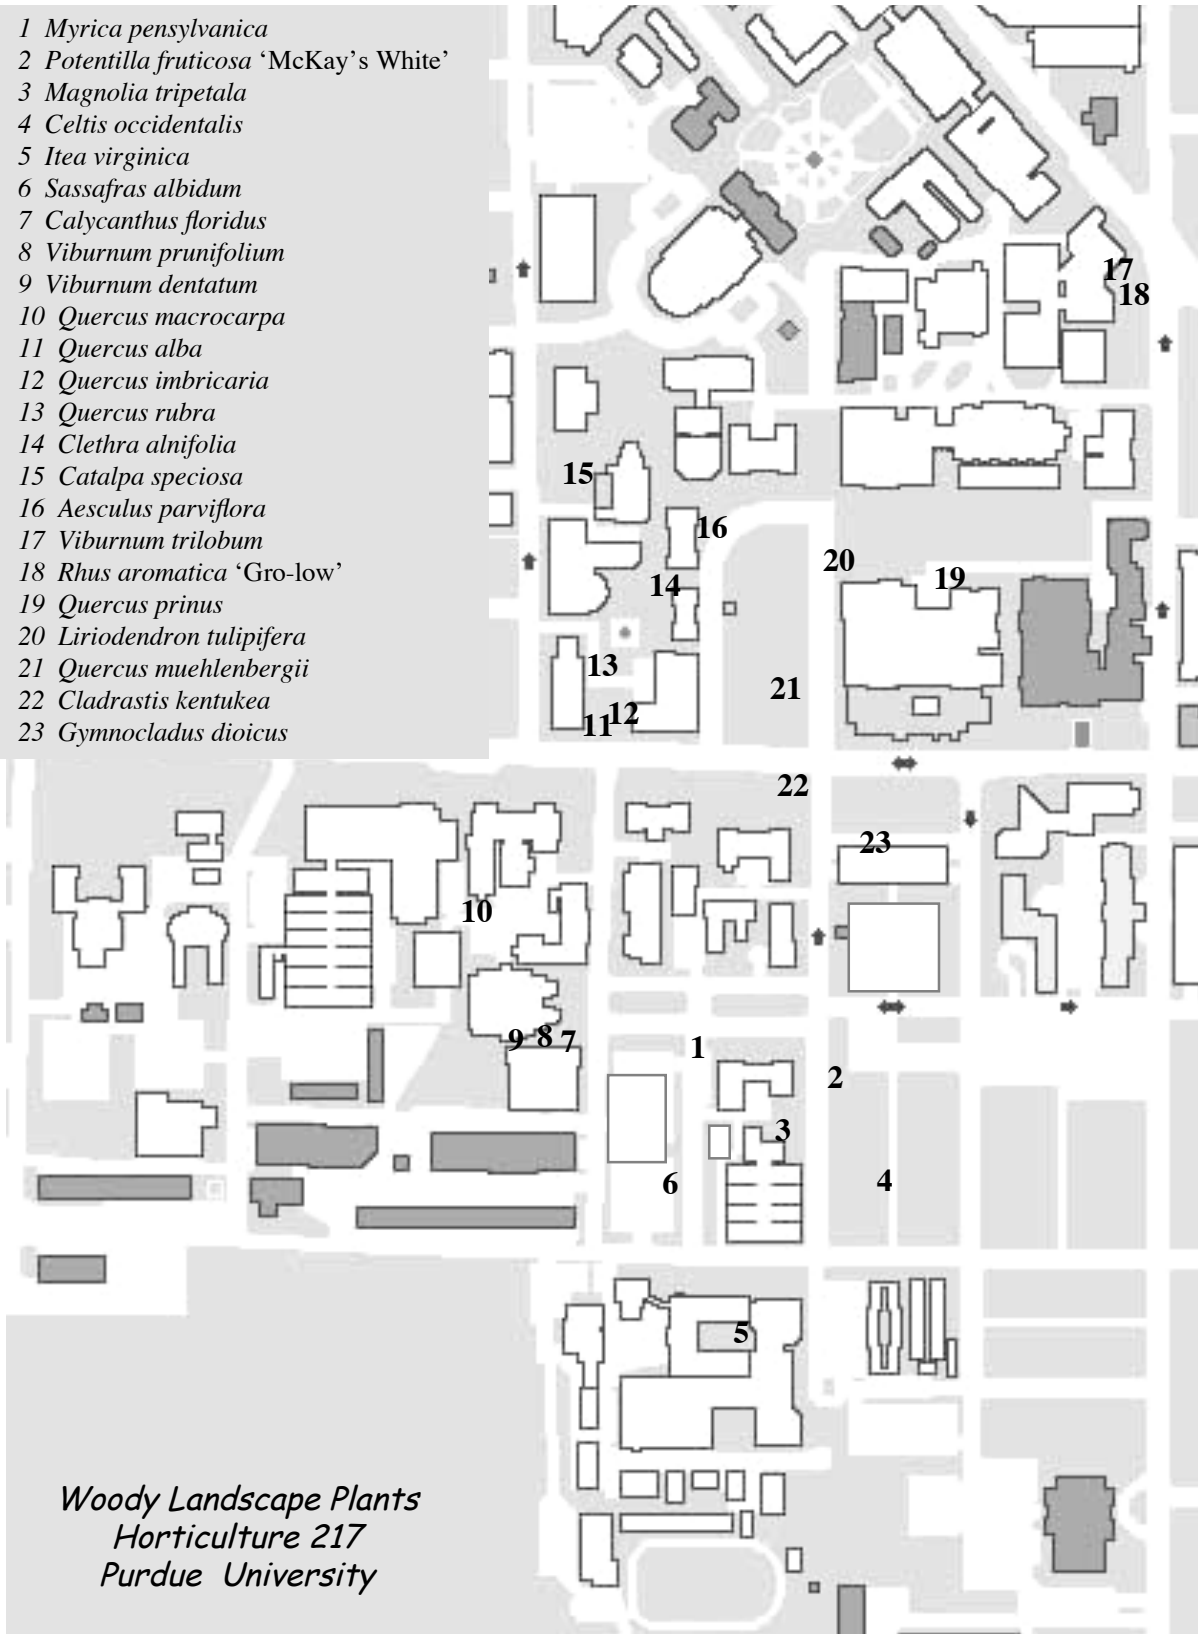 1 Myrica pensylvanica
2 Potentilla fruticosa ‘McKay’s White’
3 Magnolia tripetala
4 Celtis occidentalis
5 Itea virginica
6 Sassafras albidum
7 Calycanthus floridus
8 Viburnum prunifolium
9 Viburnum dentatum
10 Quercus macrocarpa
11 Quercus alba
12 Quercus imbricaria
13 Quercus rubra
14 Clethra alnifolia
15 Catalpa speciosa
16 Aesculus parviflora
17 Viburnum trilobum
18 Rhus aromatica ‘Gro-low’
19 Quercus prinus
20 Liriodendron tulipifera
21 Quercus muehlenbergii
22 Cladrastis kentukea
23 Gymnocladus dioicus
17
18
15
16
20
19
14
13
21
11
12
22
23
10
9
8
7
1
2
3
6
4
5
Woody Landscape Plants
Horticulture 217
Purdue University